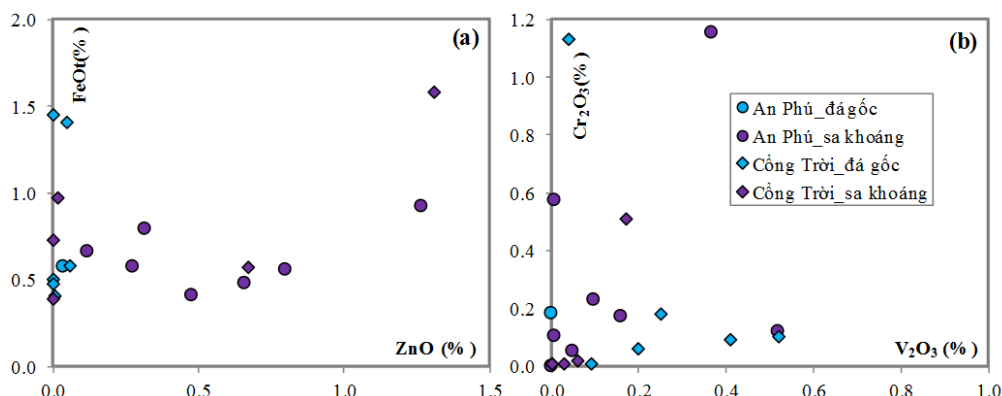 2.0
1.5
1.0
0.5
0.0
FeOt(%)
(a)
ZnO (% )
0.0
0.5
1.0
1.5
1.2
1.0
0.8
0.6
0.4
0.2
0.0
Cr₂O₃(%)
(b)
An Phú_đá gốc
An Phú_sa khoáng
Cổng Trời_đá gốc
Cổng Trời_sa khoáng
V₂O₃ (% )
0.0
0.2
0.4
0.6
0.8
1.0